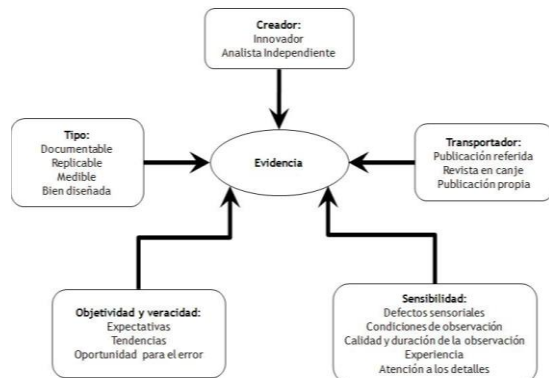 Creador:
Innovador
Analista Independiente
Tipo:
Documentable
Replicable
Medible
Bien diseñada
Evidencia
Transportador:
Publicación referida
Revista en canje
Publicación propia
Objetividad y veracidad:
Expectativas
Tendencias
Oportunidad para el error
Sensibilidad:
Defectos sensoriales
Condiciones de observación
Calidad y duración de la observación
Experiencia
Atención a los detalles